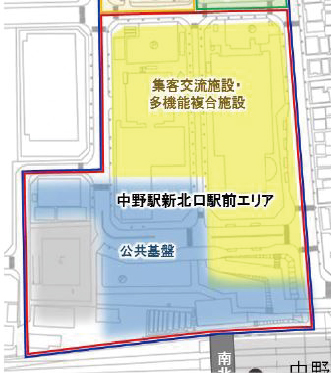 集客交流施設・
多機能複合施設
中野駅新北口駅前エリア
公共基盤
南北
中野